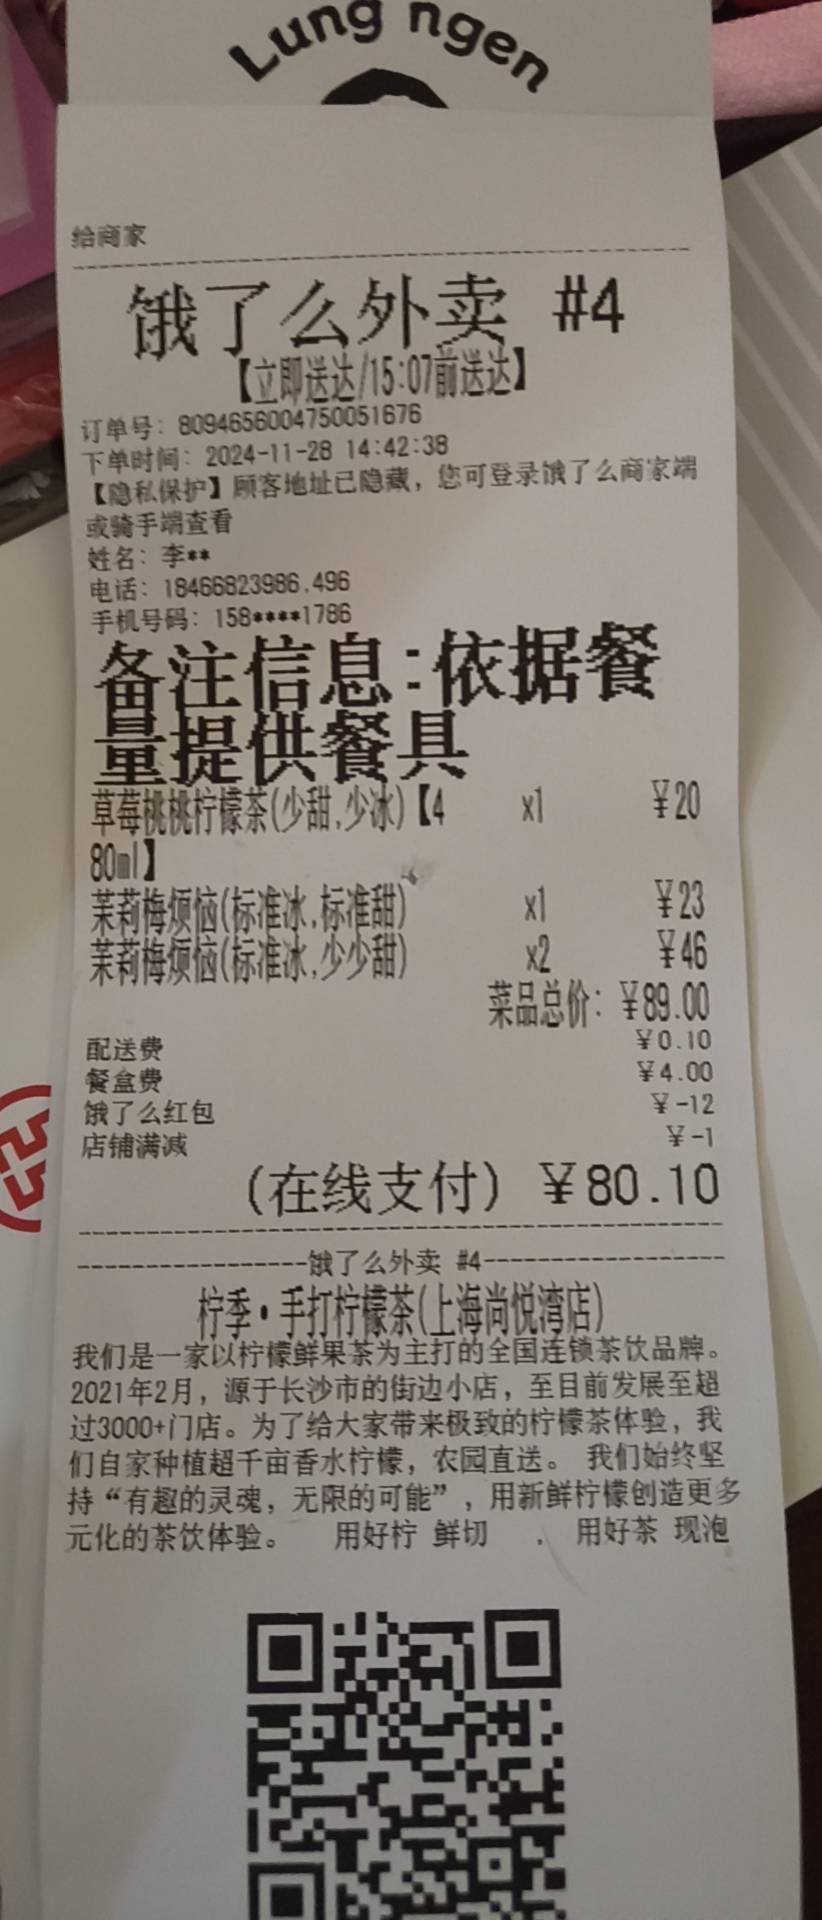 Lung ngen
给商家
饿了么外卖 #4
【立即送达/15:07前送达】
订单号：8094656004750051676
下单时间：2024-11-28 14:42:38
【隐私保护】顾客地址已隐藏，您可登录饿了么商家端
或骑手端查看
姓名：李**
电话：18466823986,496
手机号码：158****1786
备注信息:依据餐
量提供餐具
草莓桃桃柠檬茶(少甜,少冰)【4 x1 ￥20
80ml】
茉莉梅烦恼(标准冰,标准甜) x1 ￥23
茉莉梅烦恼(标准冰,少少甜) x2 ￥46
菜品总价：￥89.00
配送费 ￥0.10
餐盒费 ￥4.00
饿了么红包 ￥-12
店铺满减 ￥-1
(在线支付) ￥80.10
-----------------饿了么外卖 #4-----------------
柠季•手打柠檬茶(上海尚悦湾店)
我们是一家以柠檬鲜果茶为主打的全国连锁茶饮品牌。
2021年2月，源于长沙市的街边小店，至目前发展至超
过3000+门店。为了给大家带来极致的柠檬茶体验，我
们自家种植超千亩香水柠檬，农园直送。 我们始终坚
持“有趣的灵魂，无限的可能”，用新鲜柠檬创造更多
元化的茶饮体验。 用好柠 鲜切 ． 用好茶 现泡